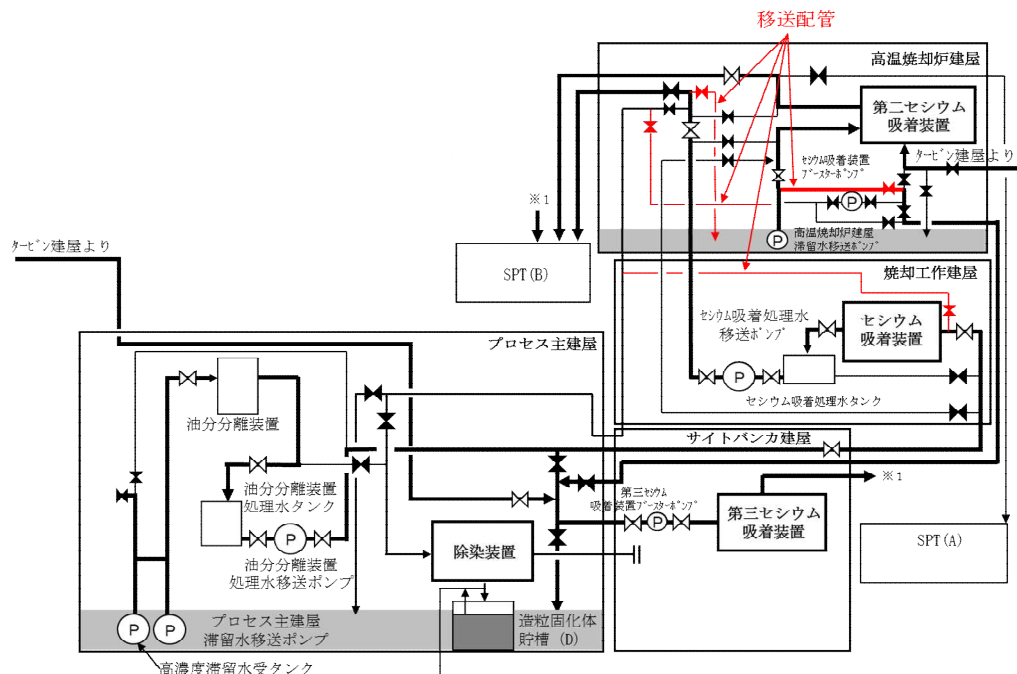 移送配管
高温焼却炉建屋
第二セシウム
吸着装置
タービン建屋より
セシウム吸着装置
ブースターポンプ
P
※1
高温焼却炉建屋
滞留水移送ポンプ
P
タービン建屋より
SPT(B)
焼却工作建屋
セシウム吸着処理水
移送ポンプ
セシウム
吸着装置
プロセス主建屋
P
セシウム吸着処理水タンク
油分分離装置
サイトバンカ建屋
油分分離装置
処理水タンク
※1
第三セシウム
吸着装置ブースターポンプ
第三セシウム
吸着装置
P
P
SPT(A)
除染装置
油分分離装置
処理水移送ポンプ
造粒固化体
貯槽(D)
プロセス主建屋
滞留水移送ポンプ
P
P
高濃度滞留水受タンク